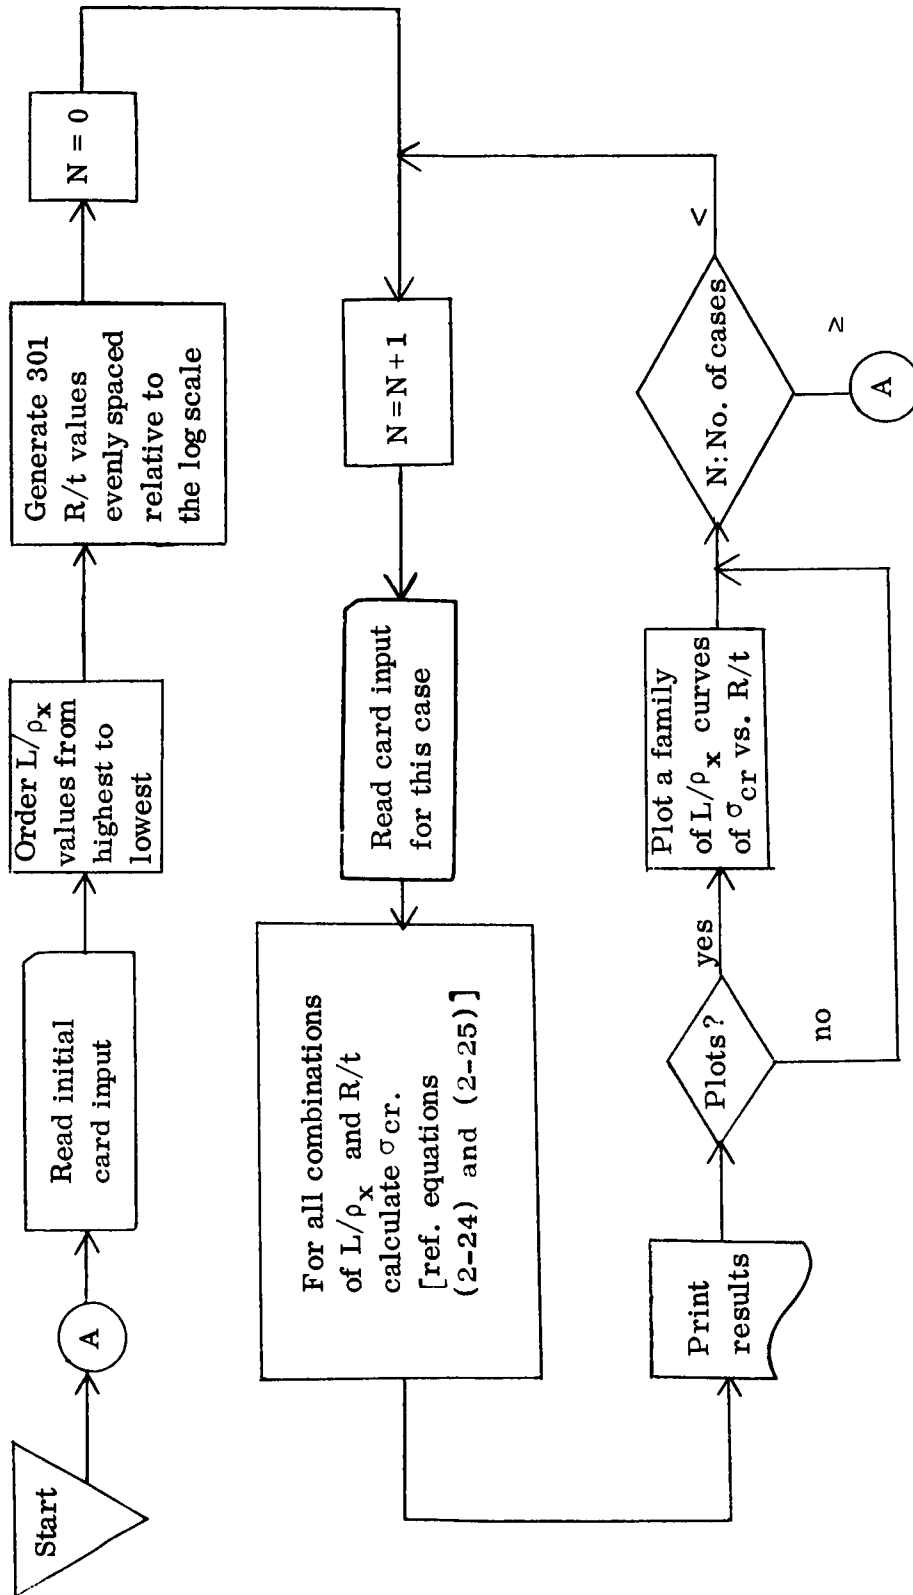 Start
A
Read initial
card input
Order L/ρx
values from
highest to
lowest
Generate 301
R/t values
evenly spaced
relative to
the log scale
N = 0
N = N + 1
Read card input
for this case
For all combinations
of L/ρx and R/t
calculate σcr.
[ref. equations
(2-24) and (2-25)]
Print
results
Plots?
yes
no
Plot a family
of L/ρx curves
of σcr vs. R/t
N: No. of cases
<
≥
A